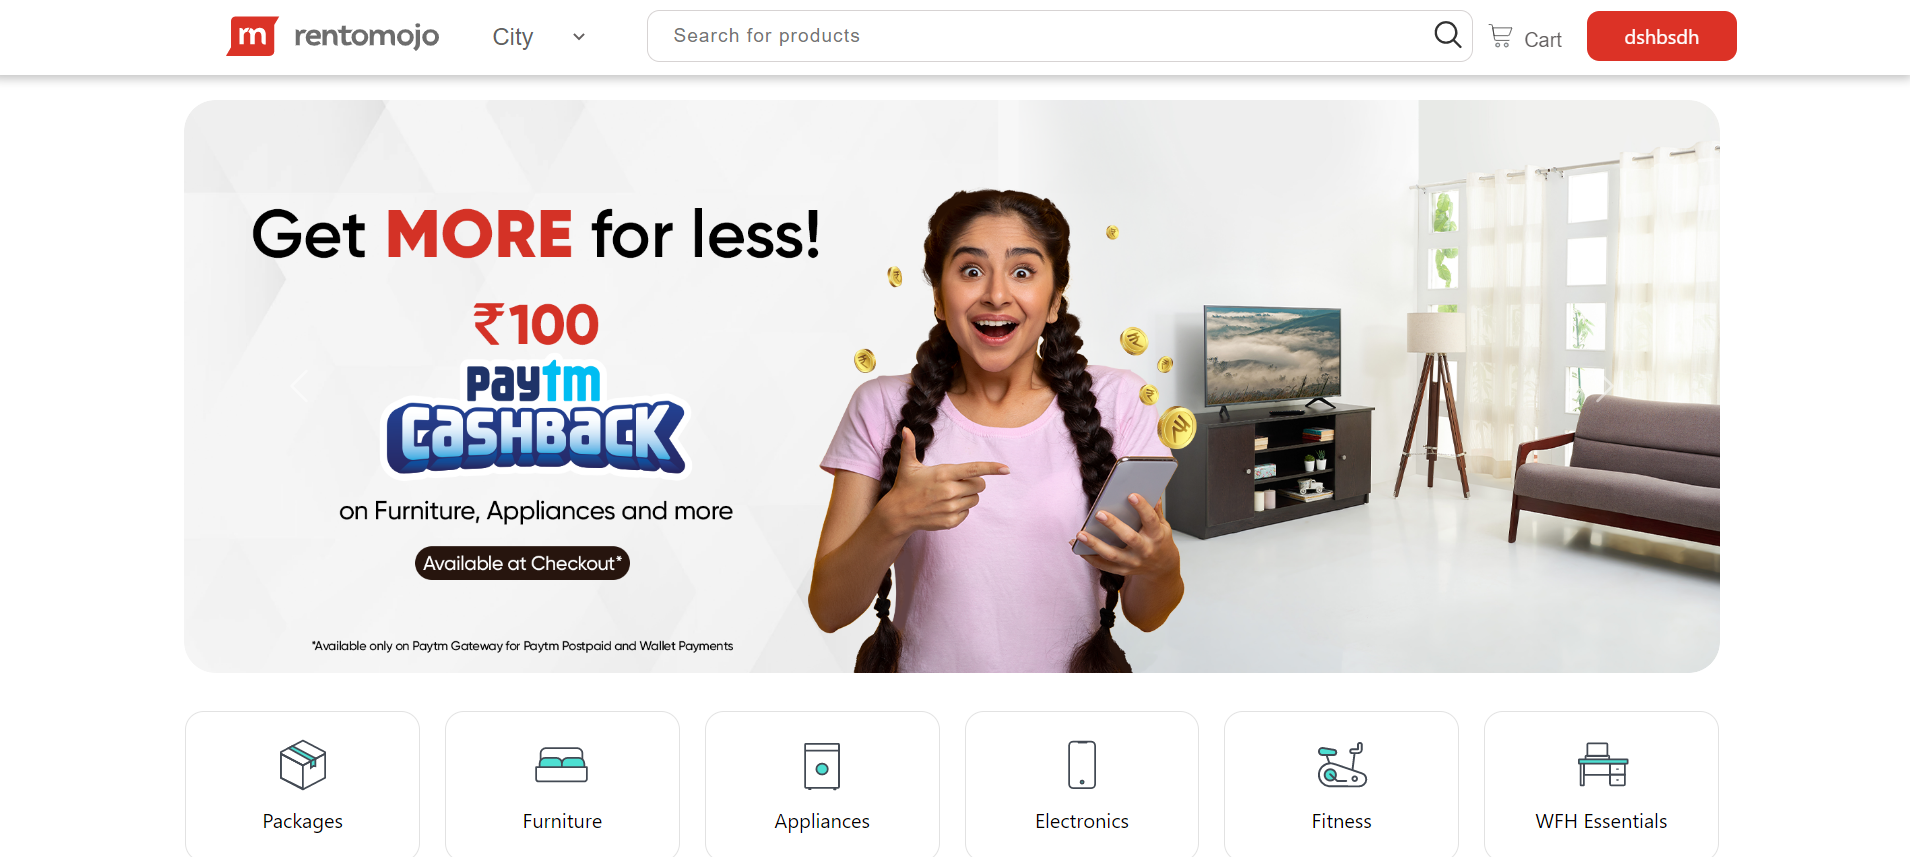 m rentomojo
City
Search for products
Cart
dshbsdh
Get MORE for less!
₹100
paytm
CASHBACK
on Furniture, Appliances and more
Available at Checkout*
*Available only on Paytm Gateway for Paytm Postpaid and Wallet Payments
Packages
Furniture
Appliances
Electronics
Fitness
WFH Essentials